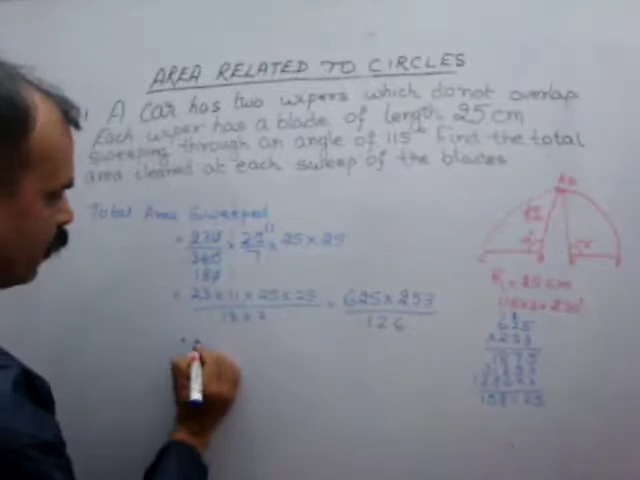 AREA RELATED TO CIRCLES
A car has two wipers which do not overlap
Each wiper has a blade of length 25 cm
sweeping through an angle of 115° Find the total
area cleaned at each sweep of the blades
Total Area Sweeped
= 230/360 × 22/7 × 25 × 25
11
180
= 23 × 11 × 25 × 25 / 18 × 7 = 625 × 253 / 126
R = 25 cm
115 × 2 = 230°
625
× 253
158125